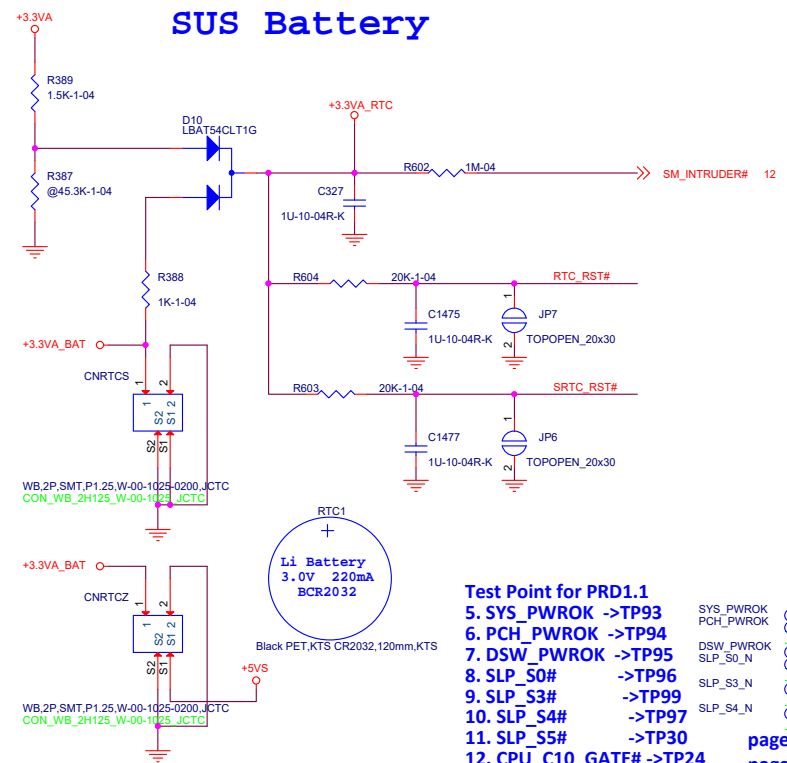 SUS Battery
+3.3VA
R389
1.5K-1-04
D10
LBAT54CLT1G
+3.3VA_RTC
R387
@45.3K-1-04
R602
1M-04
SM_INTRUDER# 12
C327
1U-10-04R-K
R388
1K-1-04
R604
20K-1-04
RTC_RST#
C1475
1U-10-04R-K
1
JP7
2
TOPOPEN_20x30
+3.3VA_BAT
CNRTCS
1
2
1
2
S2
S1
S2
S1
R603
20K-1-04
SRTC_RST#
C1477
1U-10-04R-K
1
JP6
2
TOPOPEN_20x30
WB,2P,SMT,P1.25,W-00-1025-0200,JCTC
CON_WB_2H125_W-00-1025_JCTC
RTC1
+
Li Battery
3.0V 220mA
BCR2032
Black PET,KTS CR2032,120mm,KTS
+3.3VA_BAT
CNRTCZ
1
2
1
2
S2
S1
S2
S1
+5VS
WB,2P,SMT,P1.25,W-00-1025-0200,JCTC
CON_WB_2H125_W-00-1025_JCTC
Test Point for PRD1.1
5. SYS_PWROK ->TP93
6. PCH_PWROK ->TP94
7. DSW_PWROK ->TP95
8. SLP_S0# ->TP96
9. SLP_S3# ->TP99
10. SLP_S4# ->TP97
11. SLP_S5# ->TP30
12. CPU_C10_GATE# ->TP24
SYS_PWROK
PCH_PWROK
DSW_PWROK
SLP_S0_N
SLP_S3_N
SLP_S4_N
page